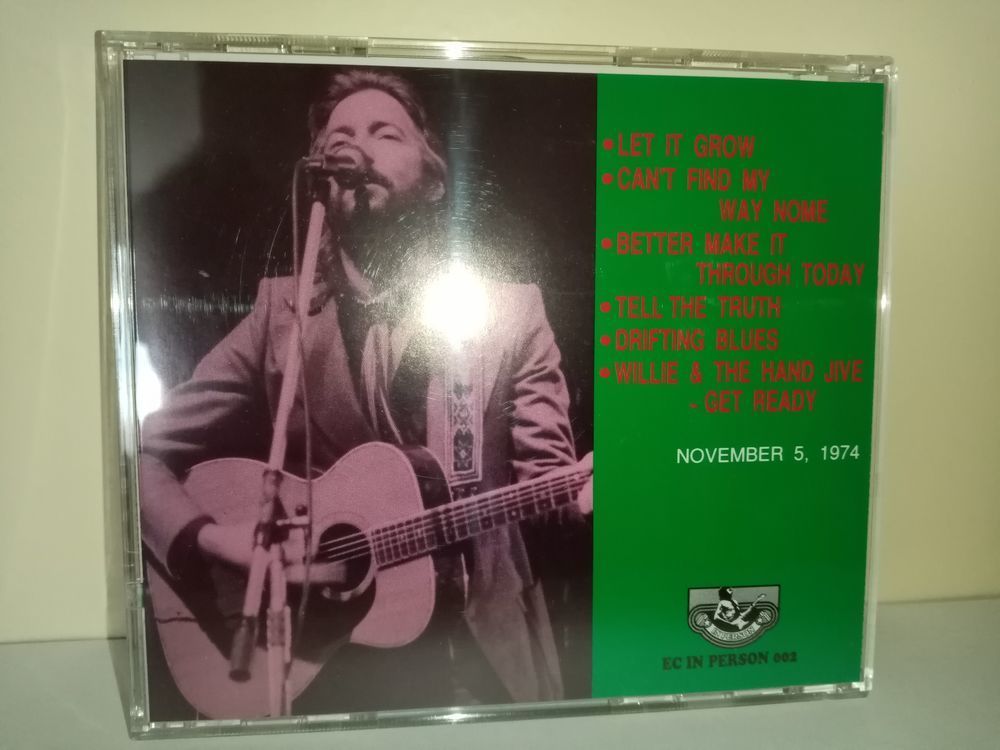 • LET IT GROW
• CAN'T FIND MY
WAY NOME
• BETTER MAKE IT
THROUGH TODAY
• TELL THE TRUTH
• DRIFTING BLUES
• WILLIE & THE HAND JIVE
- GET READY
NOVEMBER 5, 1974
EC IN PERSON 002